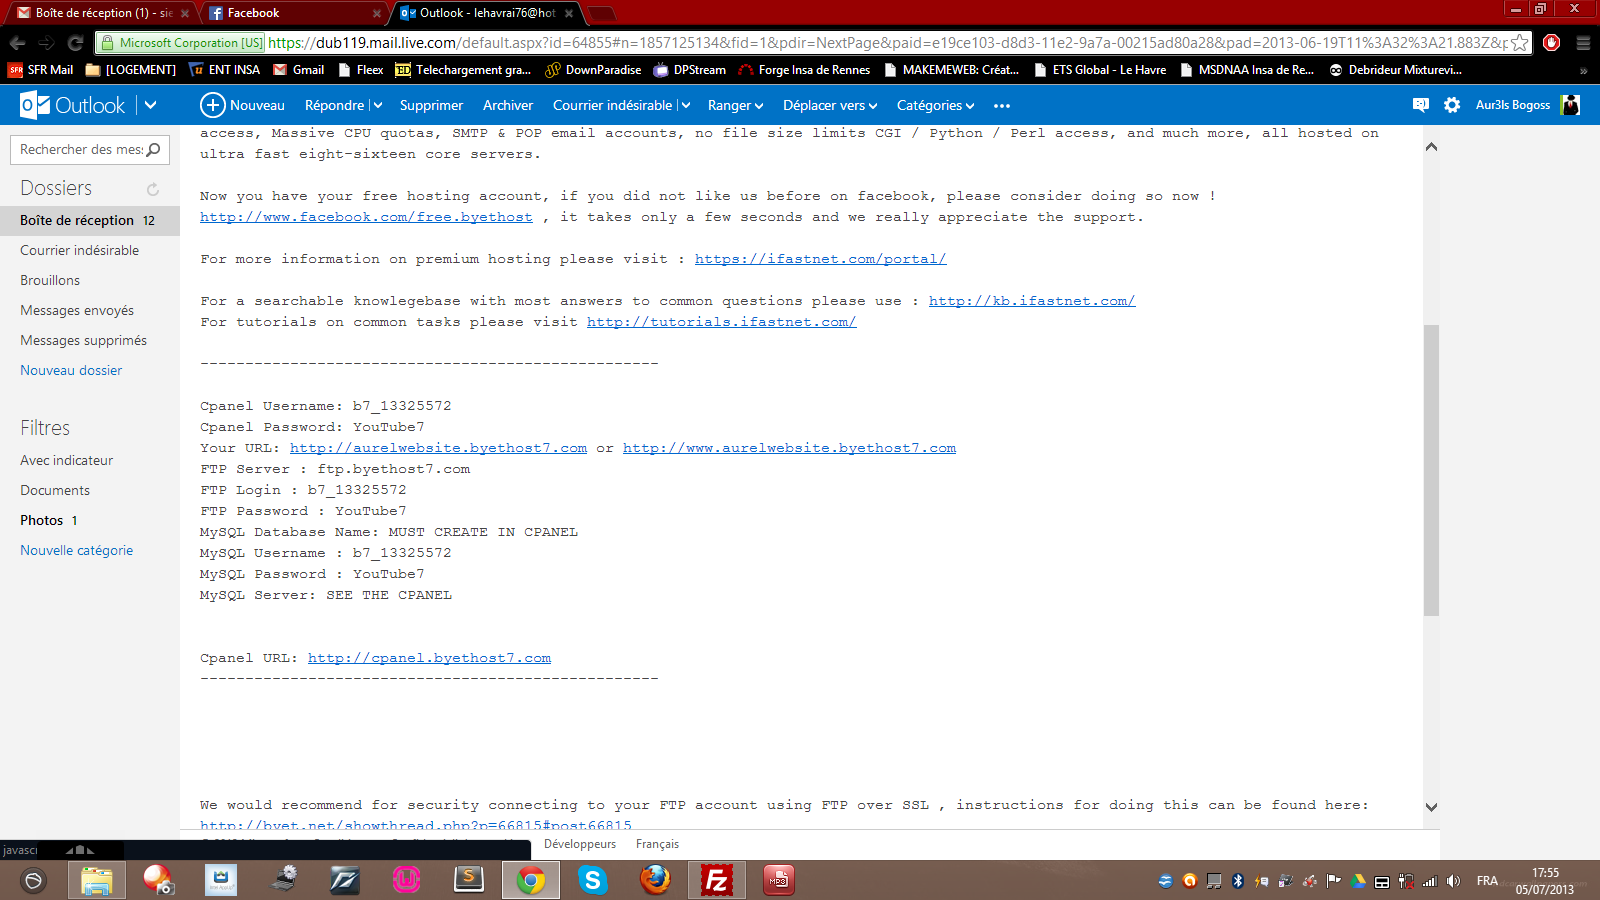 Boîte de réception (1) - sie
Facebook
Outlook - lehavrai76@hot
Microsoft Corporation [US]
https://dub119.mail.live.com/default.aspx?id=64855#n=1857125134&fid=1&pdir=NextPage&paid=e19ce103-d8d3-11e2-9a7a-00215ad80a28&pad=2013-06-19T11%3A32%3A21.883Z&p
SFR Mail
[LOGEMENT]
ENT INSA
Gmail
Fleex
Telechargement gra...
DownParadise
DPStream
Forge Insa de Rennes
MAKEMEWEB: Créat...
ETS Global - Le Havre
MSDNAA Insa de Re...
Debrideur Mixturevi...
Outlook
Nouveau
Répondre
Supprimer
Archiver
Courrier indésirable
Ranger
Déplacer vers
Catégories
Aur3ls Bogoss
Rechercher des mes
Dossiers
Boîte de réception 12
Courrier indésirable
Brouillons
Messages envoyés
Messages supprimés
Nouveau dossier
Filtres
Avec indicateur
Documents
Photos 1
Nouvelle catégorie
access, Massive CPU quotas, SMTP & POP email accounts, no file size limits CGI / Python / Perl access, and much more, all hosted on
ultra fast eight-sixteen core servers.
Now you have your free hosting account, if you did not like us before on facebook, please consider doing so now !
http://www.facebook.com/free.byethost , it takes only a few seconds and we really appreciate the support.
For more information on premium hosting please visit : https://ifastnet.com/portal/
For a searchable knowlegebase with most answers to common questions please use : http://kb.ifastnet.com/
For tutorials on common tasks please visit http://tutorials.ifastnet.com/
---------------------------------------------------
Cpanel Username: b7_13325572
Cpanel Password: YouTube7
Your URL: http://aurelwebsite.byethost7.com or http://www.aurelwebsite.byethost7.com
FTP Server : ftp.byethost7.com
FTP Login : b7_13325572
FTP Password : YouTube7
MySQL Database Name: MUST CREATE IN CPANEL
MySQL Username : b7_13325572
MySQL Password : YouTube7
MySQL Server: SEE THE CPANEL
Cpanel URL: http://cpanel.byethost7.com
---------------------------------------------------
We would recommend for security connecting to your FTP account using FTP over SSL , instructions for doing this can be found here:
http://byet.net/showthread.php?p=66815#post66815
Développeurs
Français
javascr
FRA
17:55
05/07/2013